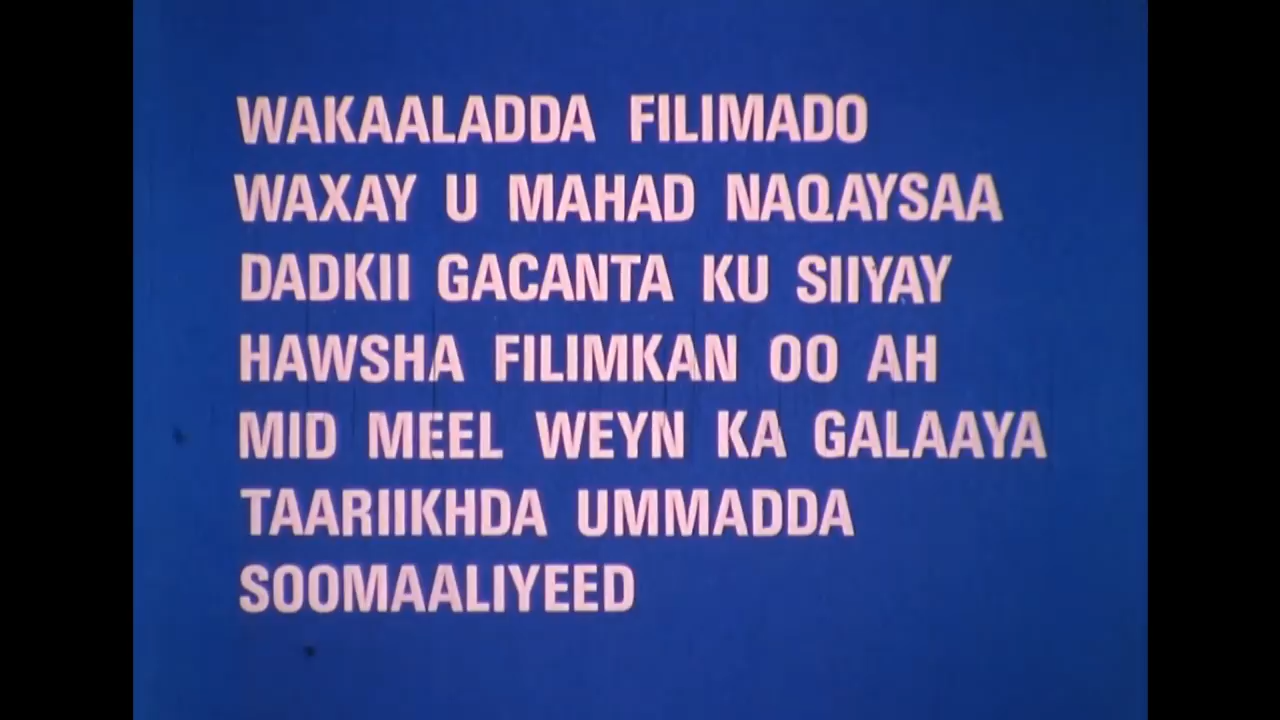 WAKAALADDA FILIMADO
WAXAY U MAHAD NAQAYSAA
DADKII GACANTA KU SIIYAY
HAWSHA FILIMKAN OO AH
MID MEEL WEYN KA GALAAYA
TAARIIKHDA UMMADDA
SOOMAALIYEED